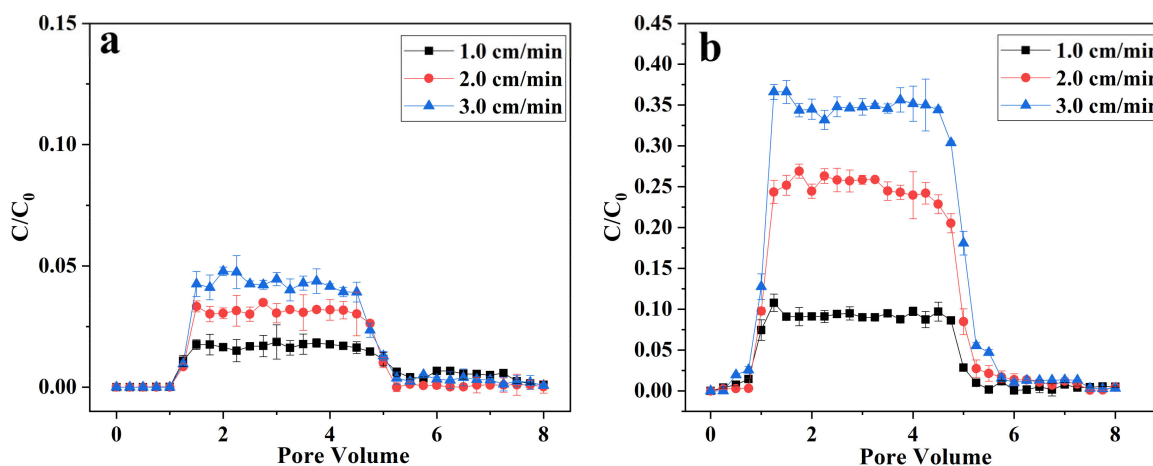 a
1.0 cm/min
2.0 cm/min
3.0 cm/min
0.15
0.10
0.05
0.00
C/C₀
0 2 4 6 8
Pore Volume
b
1.0 cm/min
2.0 cm/min
3.0 cm/min
0.45
0.40
0.35
0.30
0.25
0.20
0.15
0.10
0.05
0.00
C/C₀
0 2 4 6 8
Pore Volume